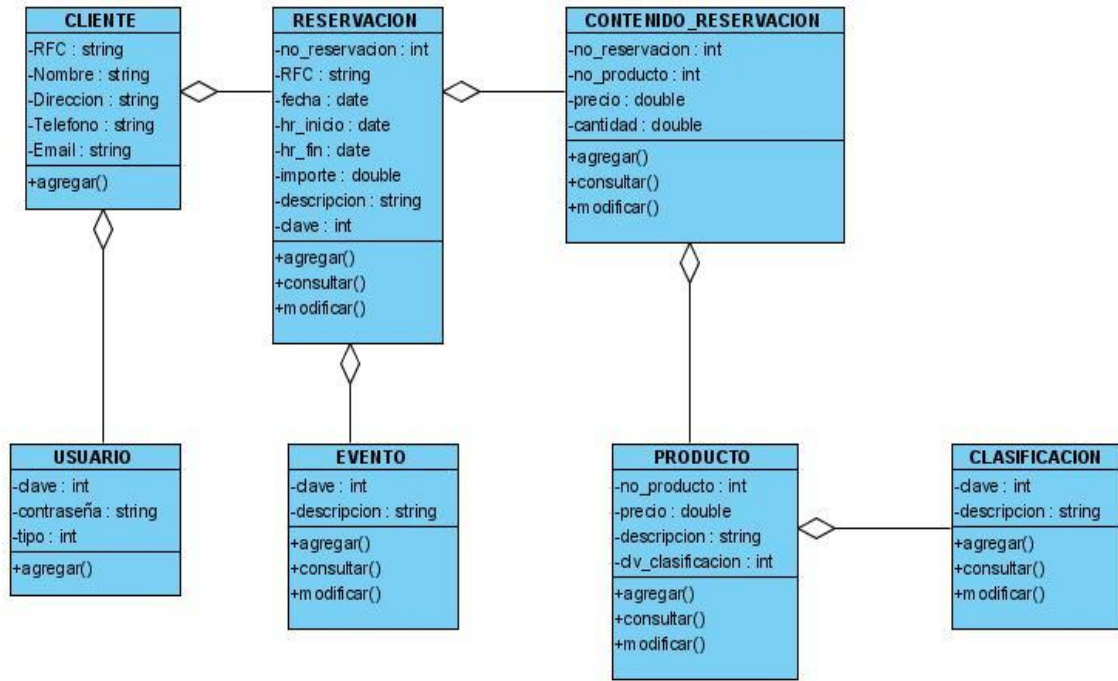 CLIENTE
-RFC : string
-Nombre : string
-Direccion : string
-Telefono : string
-Email : string
+agregar()
RESERVACION
-no_reservacion : int
-RFC : string
-fecha : date
-hr_inicio : date
-hr_fin : date
-importe : double
-descripcion : string
-clave : int
+agregar()
+consultar()
+modificar()
CONTENIDO_RESERVACION
-no_reservacion : int
-no_producto : int
-precio : double
-cantidad : double
+agregar()
+consultar()
+modificar()
USUARIO
-clave : int
-contraseña : string
-tipo : int
+agregar()
EVENTO
-clave : int
-descripcion : string
+agregar()
+consultar()
+modificar()
PRODUCTO
-no_producto : int
-precio : double
-descripcion : string
-clv_clasificacion : int
+agregar()
+consultar()
+modificar()
CLASIFICACION
-clave : int
-descripcion : string
+agregar()
+consultar()
+modificar()